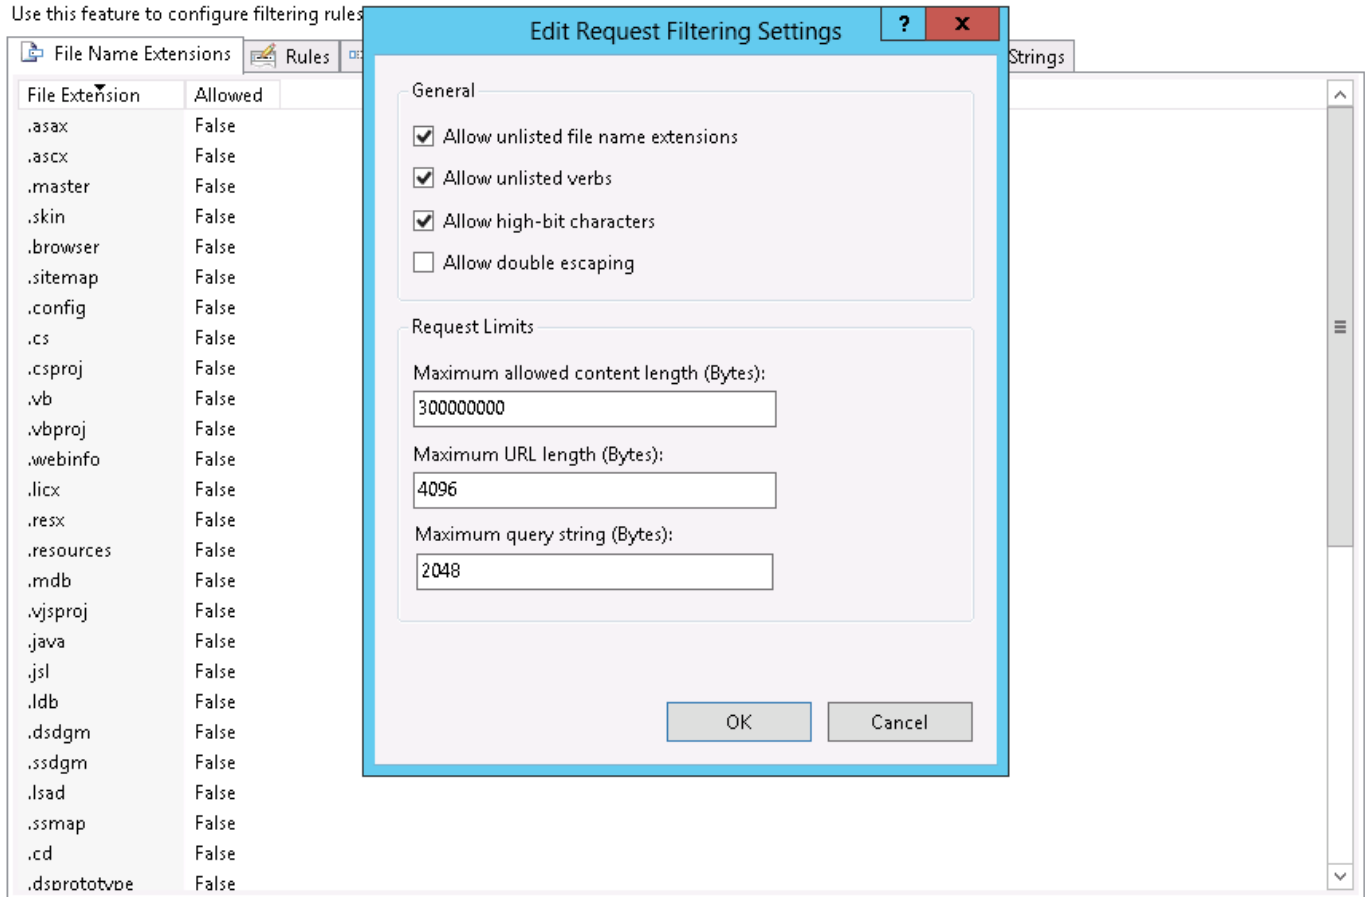 Use this feature to configure filtering rules
Edit Request Filtering Settings
?
x
File Name Extensions
Rules
Strings
File Extension Allowed
.asax False
.ascx False
.master False
.skin False
.browser False
.sitemap False
.config False
.cs False
.csproj False
.vb False
.vbproj False
.webinfo False
.licx False
.resx False
.resources False
.mdb False
.vjsproj False
.java False
.jsl False
.ldb False
.dsdgm False
.ssdgm False
.lsad False
.ssmap False
.cd False
.dsprototype False
General
Allow unlisted file name extensions
Allow unlisted verbs
Allow high-bit characters
Allow double escaping
Request Limits
Maximum allowed content length (Bytes):
300000000
Maximum URL length (Bytes):
4096
Maximum query string (Bytes):
2048
OK
Cancel